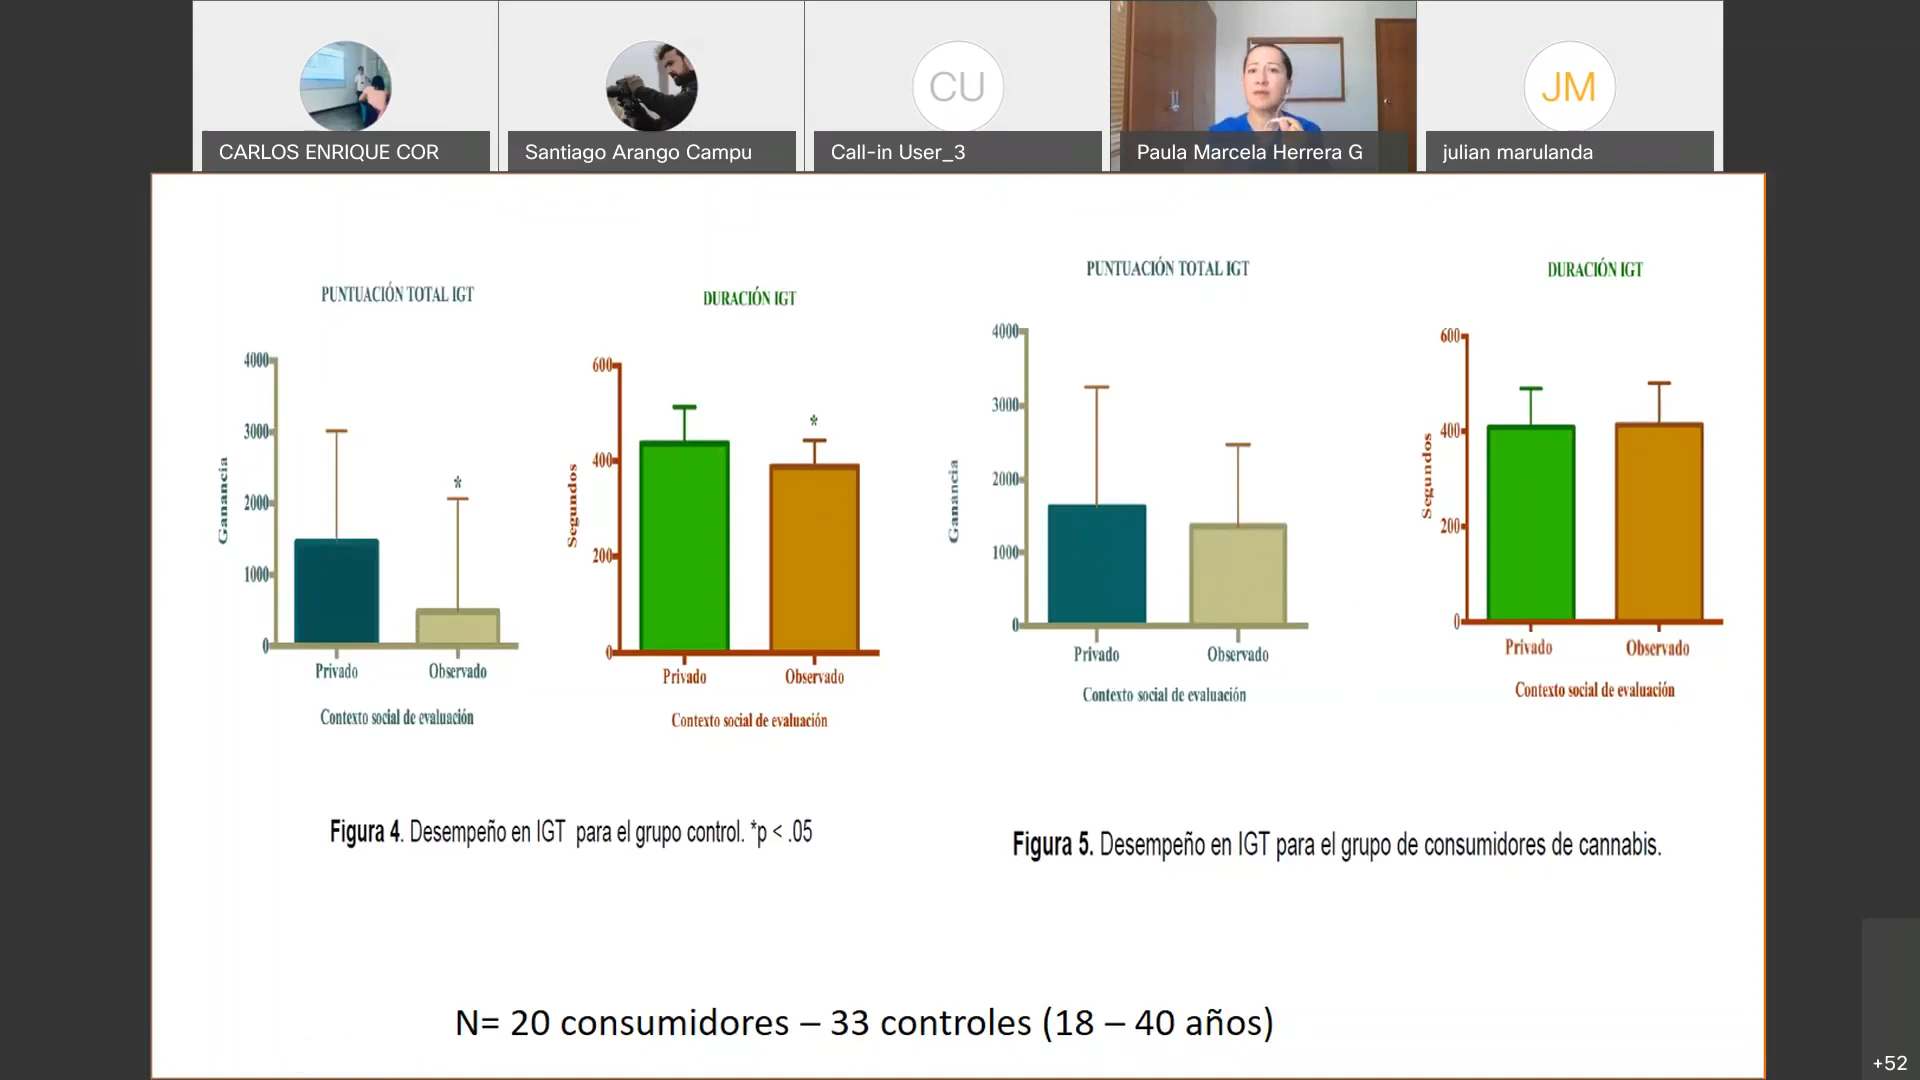 CARLOS ENRIQUE COR
Santiago Arango Campu
CU
Call-in User_3
Paula Marcela Herrera G
JM
julian marulanda
PUNTUACIÓN TOTAL IGT
4000
3000
2000
1000
0
Ganancia
*
Privado
Observado
Contexto social de evaluación
DURACIÓN IGT
600
400
200
0
Segundos
*
Privado
Observado
Contexto social de evaluación
Figura 4. Desempeño en IGT para el grupo control. *p < .05
PUNTUACIÓN TOTAL IGT
4000
3000
2000
1000
0
Ganancia
Privado
Observado
Contexto social de evaluación
DURACIÓN IGT
600
400
200
0
Segundos
Privado
Observado
Contexto social de evaluación
Figura 5. Desempeño en IGT para el grupo de consumidores de cannabis.
N= 20 consumidores – 33 controles (18 – 40 años)
+52